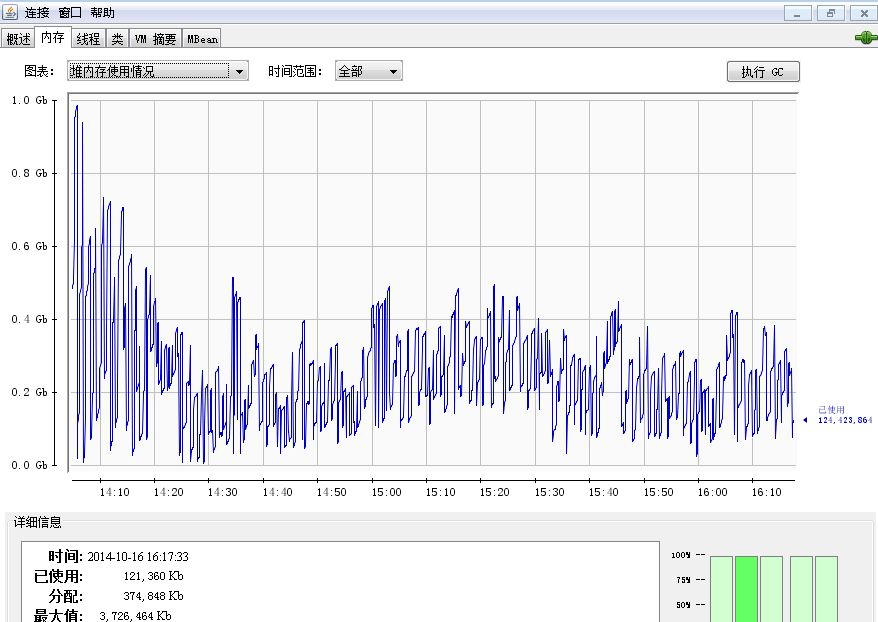 连接 窗口 帮助
概述 内存 线程 类 VM 摘要 MBean
图表： 堆内存使用情况 时间范围： 全部 执行 GC
1.0 Gb
0.8 Gb
0.6 Gb
0.4 Gb
0.2 Gb
0.0 Gb
已使用
124,423,864
14:10 14:20 14:30 14:40 14:50 15:00 15:10 15:20 15:30 15:40 15:50 16:00 16:10
详细信息
时间: 2014-10-16 16:17:33
已使用: 121,360 Kb
分配: 374,848 Kb
最大值: 3,726,464 Kb
100% --
75% --
50% --